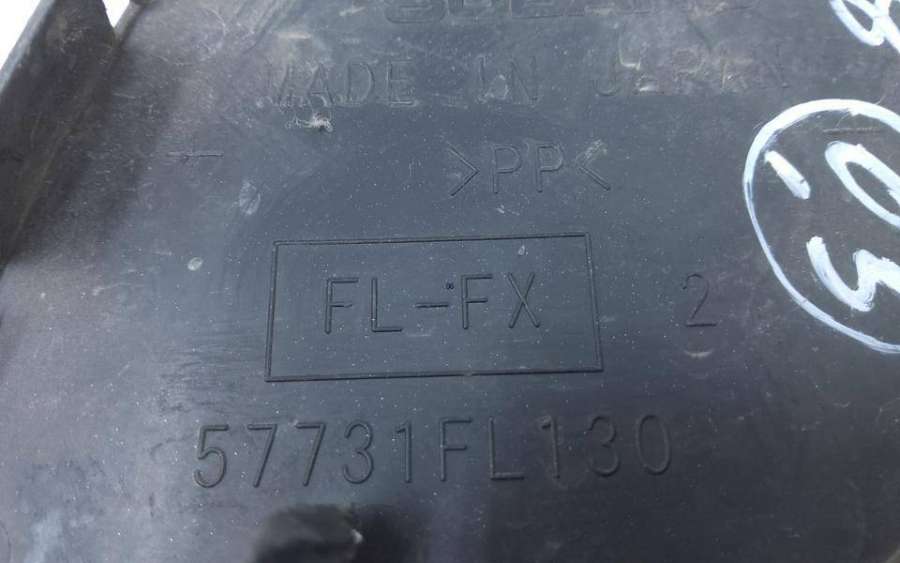 MADE IN JAPAN
>PP<
FL-FX 2
57731FL130